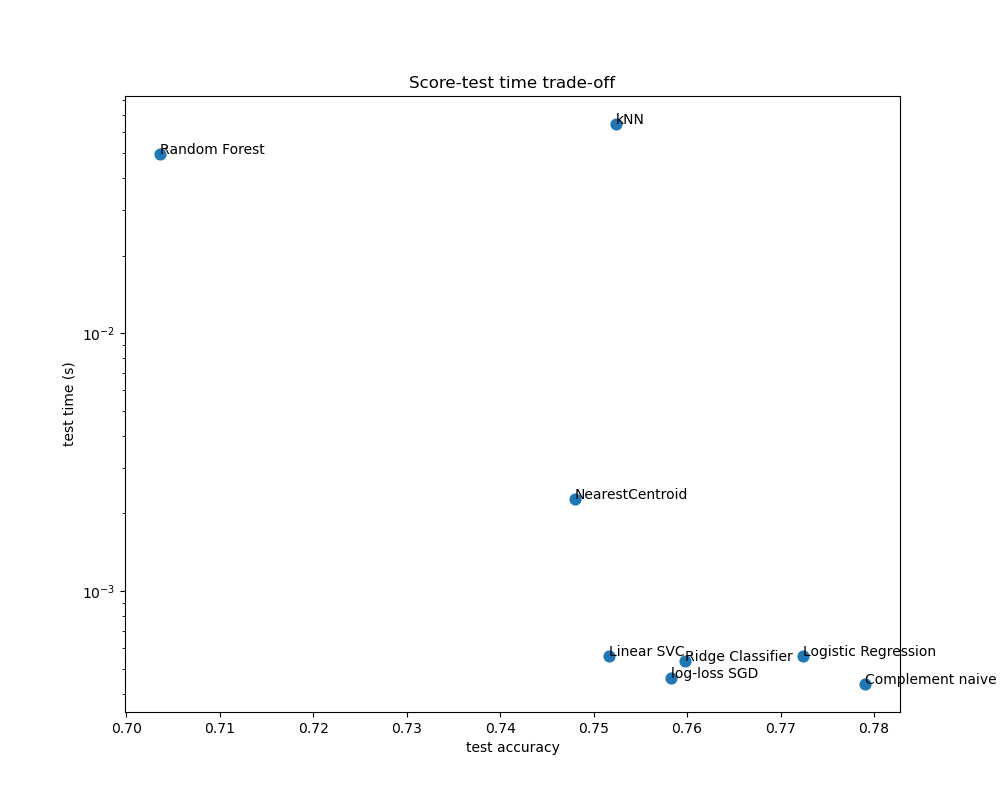 Score-test time trade-off
kNN
Random Forest
10⁻²
test time (s)
NearestCentroid
10⁻³
Linear SVC
Ridge Classifier
Logistic Regression
log-loss SGD
Complement naive
0.70 0.71 0.72 0.73 0.74 0.75 0.76 0.77 0.78
test accuracy